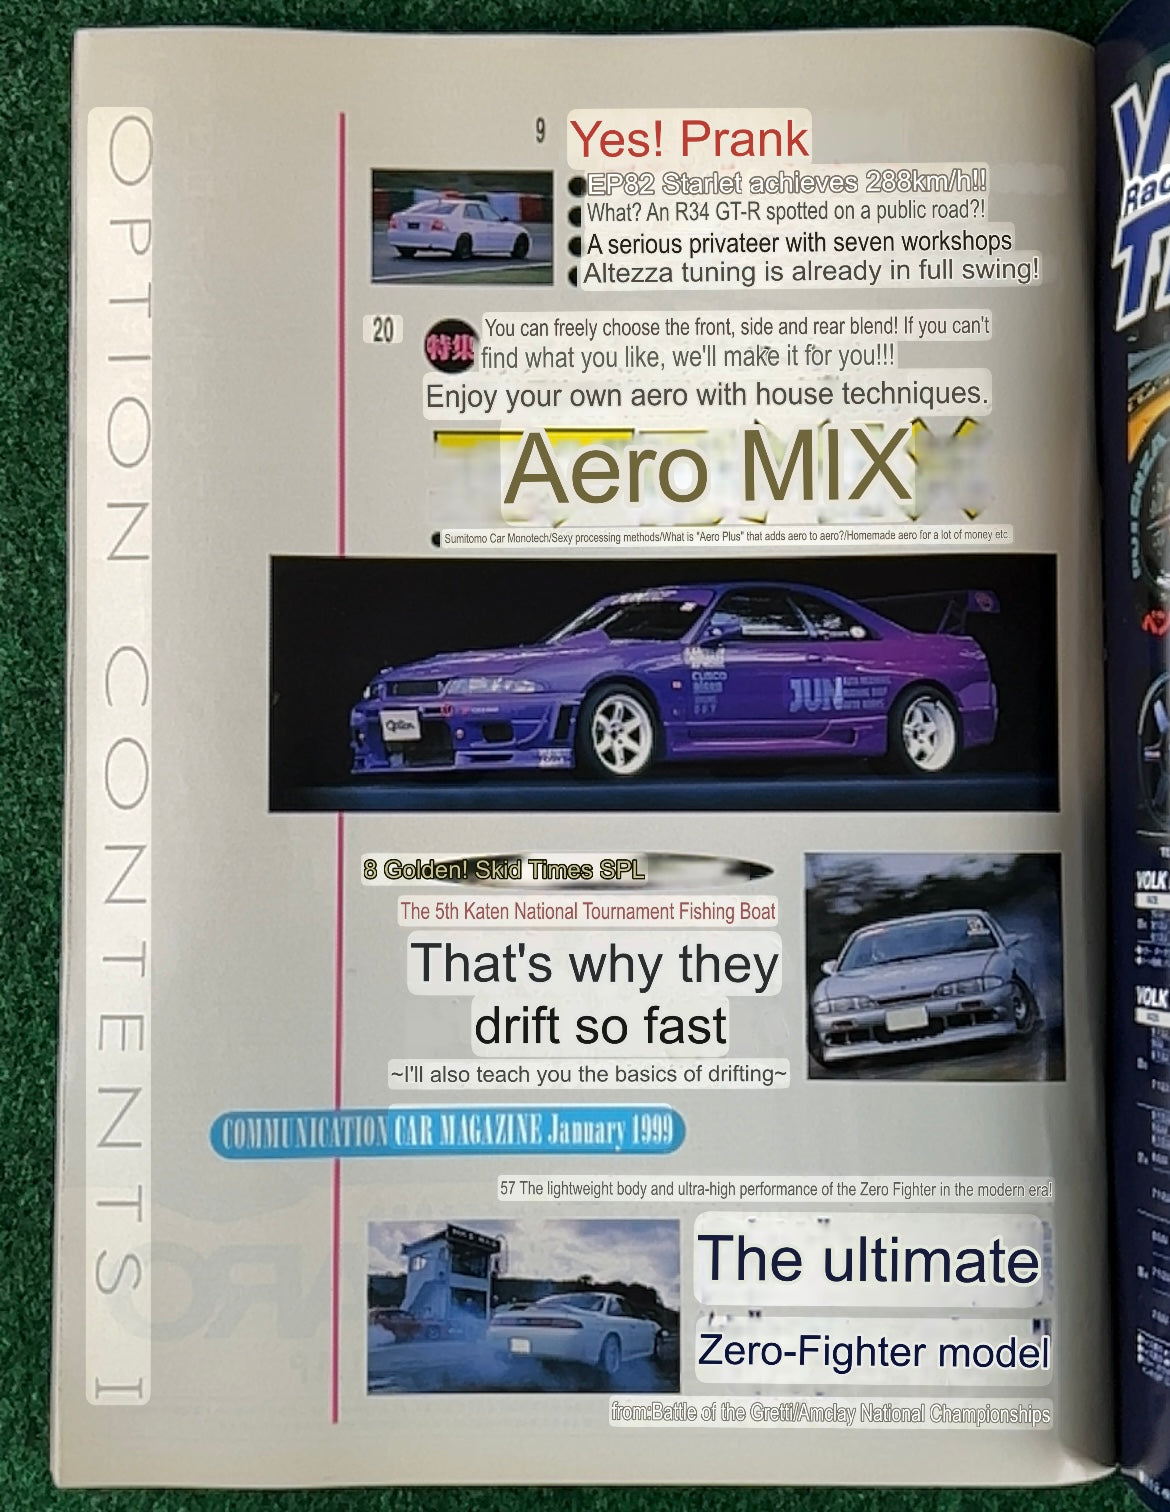 OPTION CONTENTS I
9
Yes! Prank
EP82 Starlet achieves 288km/h!!
What? An R34 GT-R spotted on a public road?!
A serious privateer with seven workshops
Altezza tuning is already in full swing!
20
特集
You can freely choose the front, side and rear blend! If you can't
find what you like, we'll make it for you!!!
Enjoy your own aero with house techniques.
Aero MIX
Sumitomo Car Monotech/Sexy processing methods/What is "Aero Plus" that adds aero to aero?/Homemade aero for a lot of money etc.
CUSCO
JUN
Option
8 Golden! Skid Times SPL
The 5th Katen National Tournament Fishing Boat
That's why they
drift so fast
~I'll also teach you the basics of drifting~
COMMUNICATION CAR MAGAZINE January 1999
57 The lightweight body and ultra-high performance of the Zero Fighter in the modern era!
The ultimate
Zero-Fighter model
from:Battle of the Gretti/Amclay National Championships
VOLK
VOLK